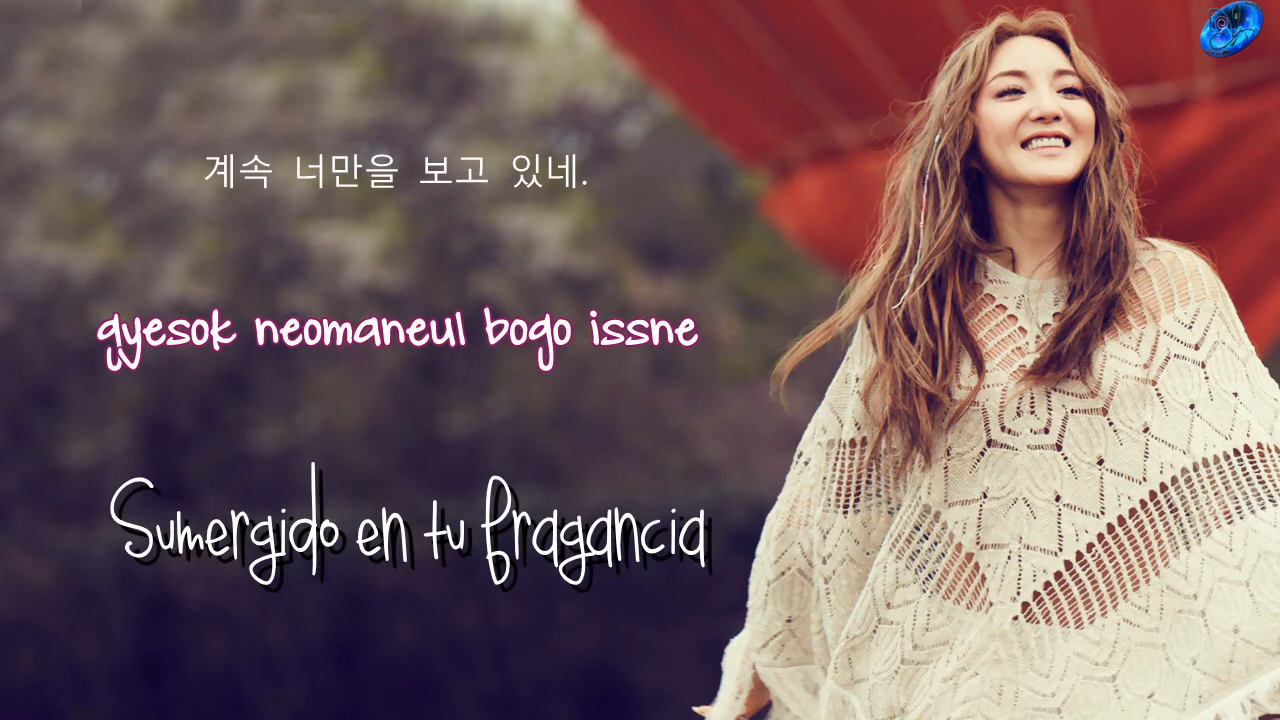 계속 너만을 보고 있네.
gyesok neomaneul bogo issne
Sumergido en tu fragancia